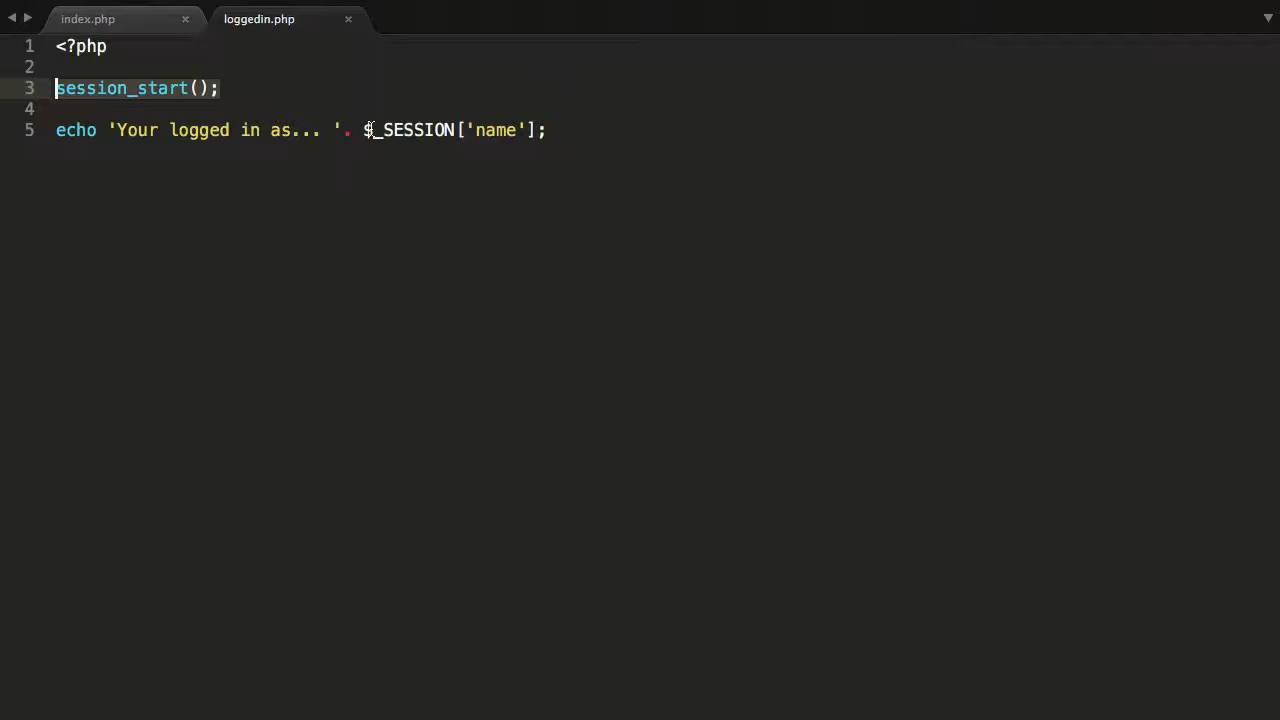 index.php × loggedin.php ×
1 <?php
2
3 session_start();
4
5 echo 'Your logged in as... '. $_SESSION['name'];